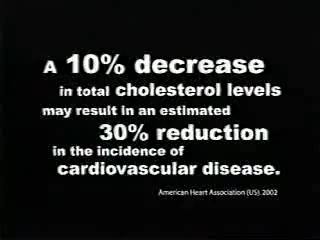 A 10% decrease
in total cholesterol levels
may result in an estimated
30% reduction
in the incidence of
cardiovascular disease.
American Heart Association (US). 2002